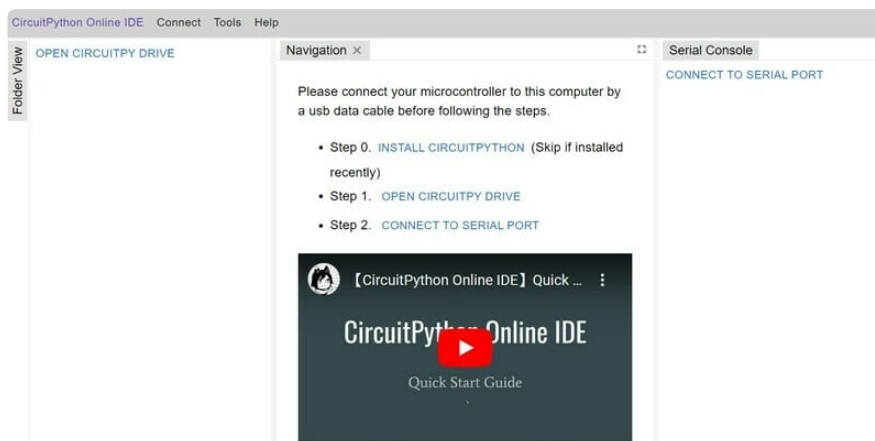 CircuitPython Online IDE Connect Tools Help
Folder View
OPEN CIRCUITPY DRIVE
Navigation ×
Please connect your microcontroller to this computer by
a usb data cable before following the steps.
• Step 0. INSTALL CIRCUITPYTHON (Skip if installed
recently)
• Step 1. OPEN CIRCUITPY DRIVE
• Step 2. CONNECT TO SERIAL PORT
【CircuitPython Online IDE】Quick ...
CircuitPython Online IDE
Quick Start Guide
Serial Console
CONNECT TO SERIAL PORT